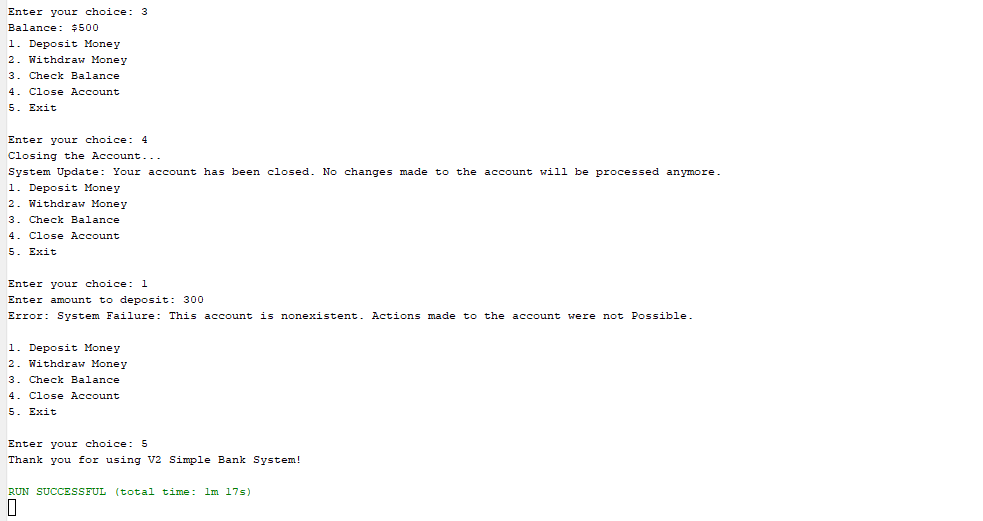 Enter your choice: 3
Balance: $500
1. Deposit Money
2. Withdraw Money
3. Check Balance
4. Close Account
5. Exit
Enter your choice: 4
Closing the Account...
System Update: Your account has been closed. No changes made to the account will be processed anymore.
1. Deposit Money
2. Withdraw Money
3. Check Balance
4. Close Account
5. Exit
Enter your choice: 1
Enter amount to deposit: 300
Error: System Failure: This account is nonexistent. Actions made to the account were not Possible.
1. Deposit Money
2. Withdraw Money
3. Check Balance
4. Close Account
5. Exit
Enter your choice: 5
Thank you for using V2 Simple Bank System!
RUN SUCCESSFUL (total time: 1m 17s)